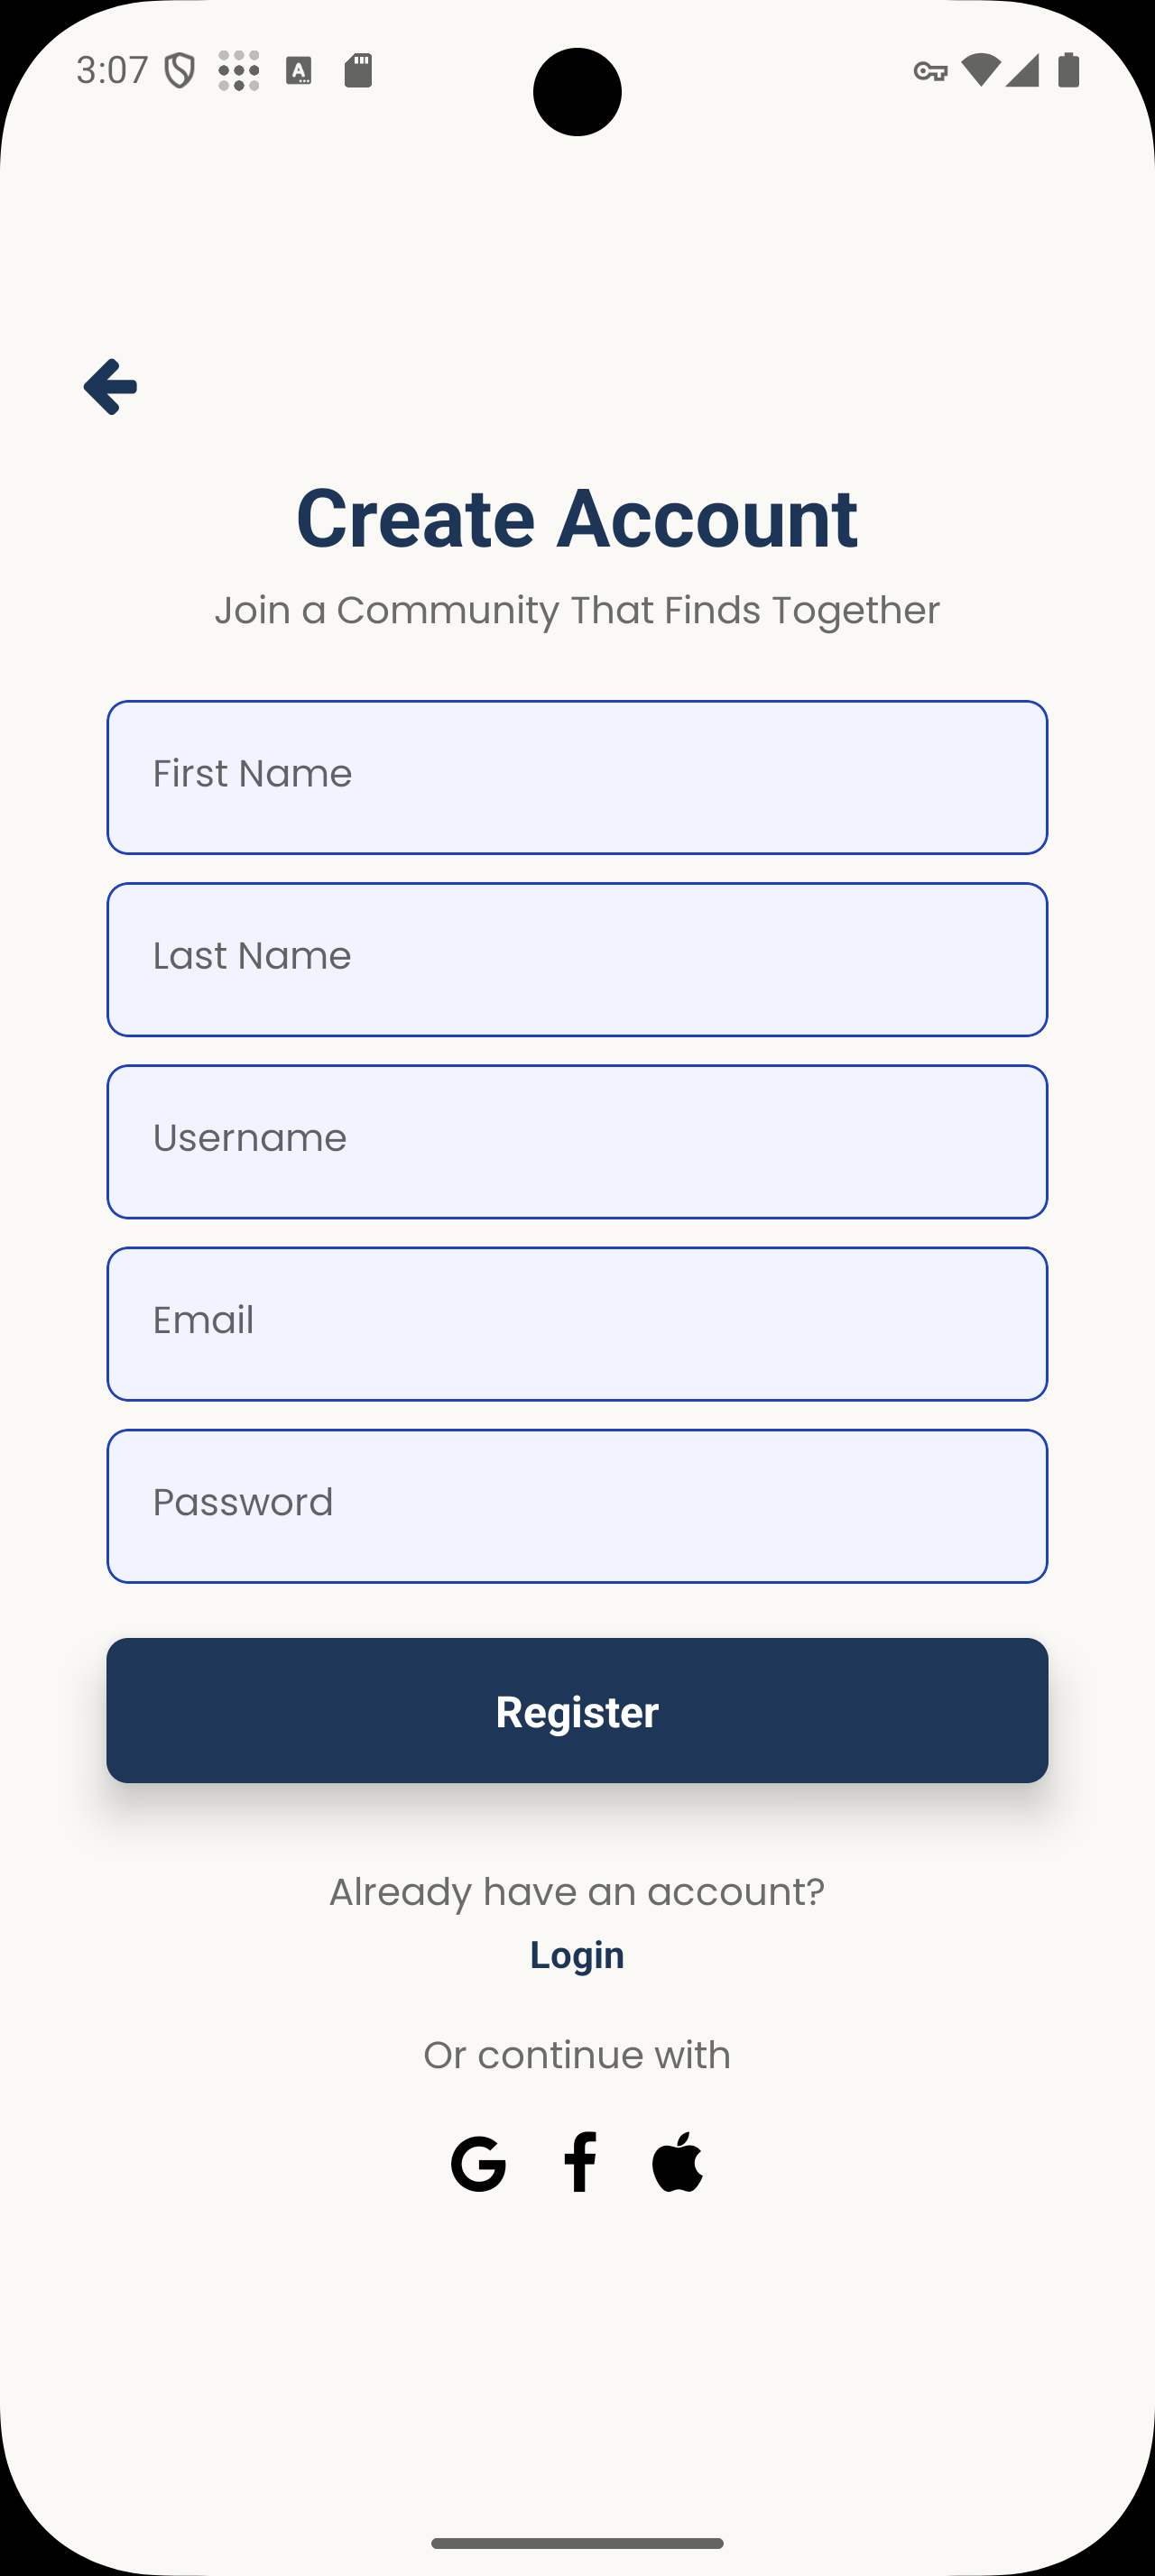 3:07
Create Account
Join a Community That Finds Together
First Name
Last Name
Username
Email
Password
Register
Already have an account?
Login
Or continue with